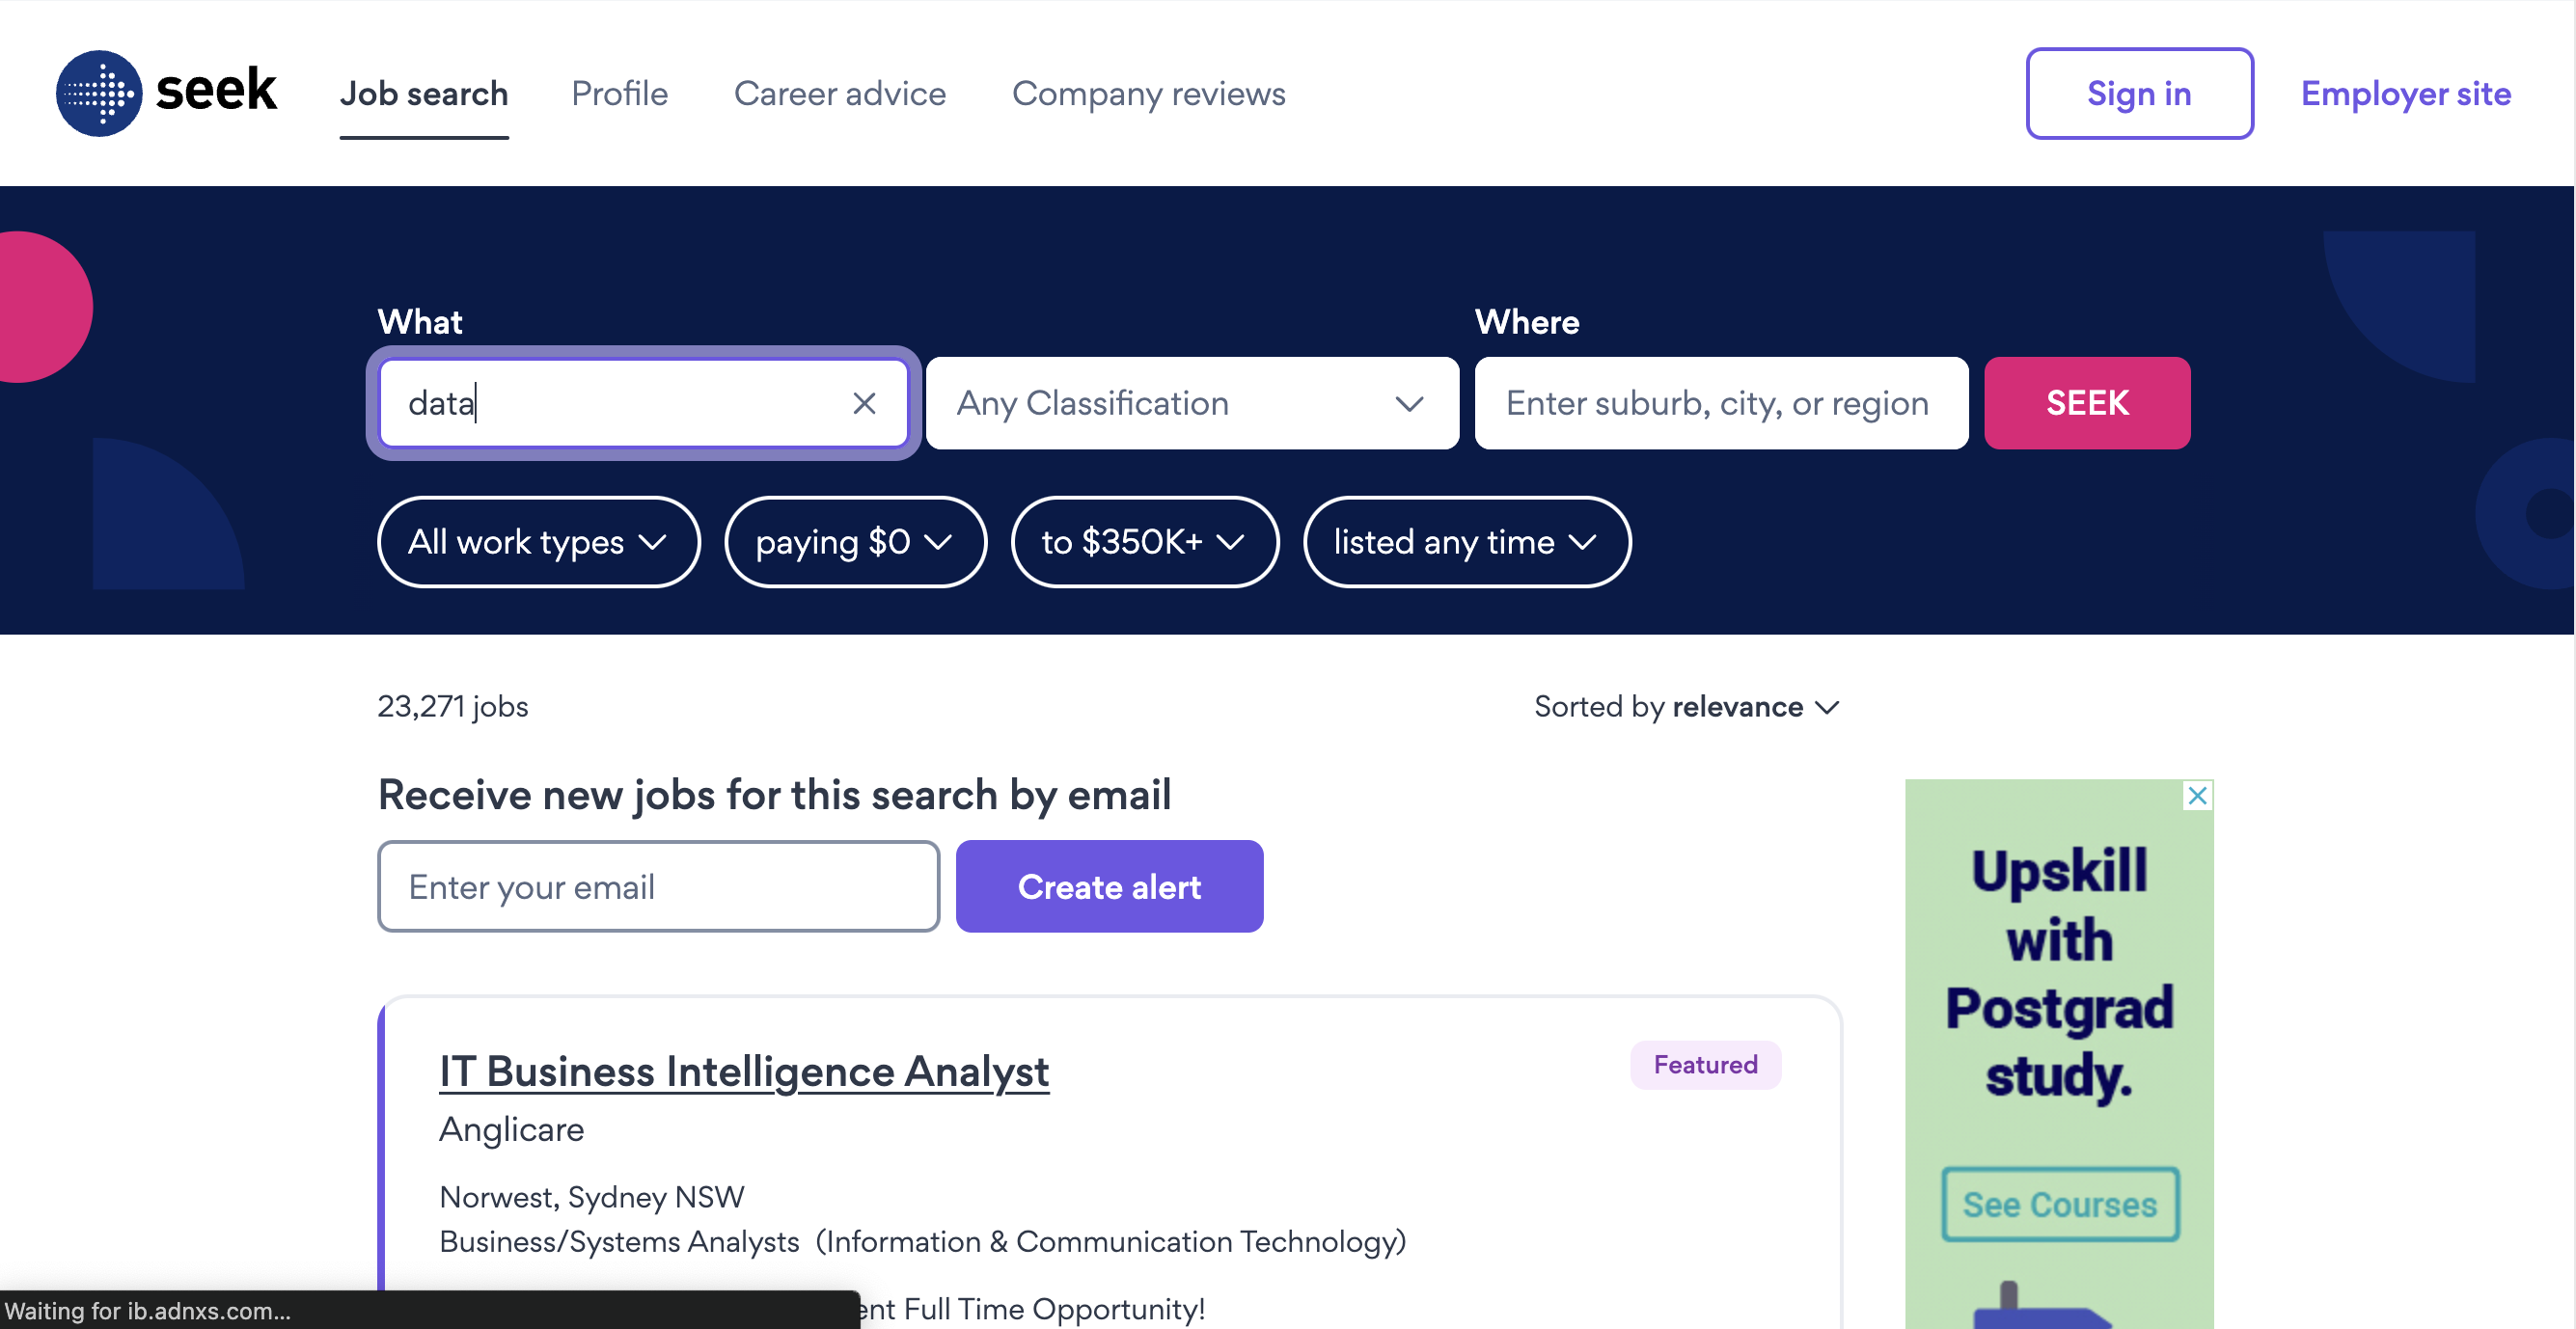 seek
Job search Profile Career advice Company reviews Sign in Employer site
What Where
data Any Classification Enter suburb, city, or region SEEK
All work types paying $0 to $350K+ listed any time
23,271 jobs Sorted by relevance
Receive new jobs for this search by email
Enter your email Create alert
IT Business Intelligence Analyst Featured
Anglicare
Norwest, Sydney NSW
Business/Systems Analysts (Information & Communication Technology)
Full Time Opportunity!
Upskill
with
Postgrad
study.
See Courses
Waiting for ib.adnxs.com...